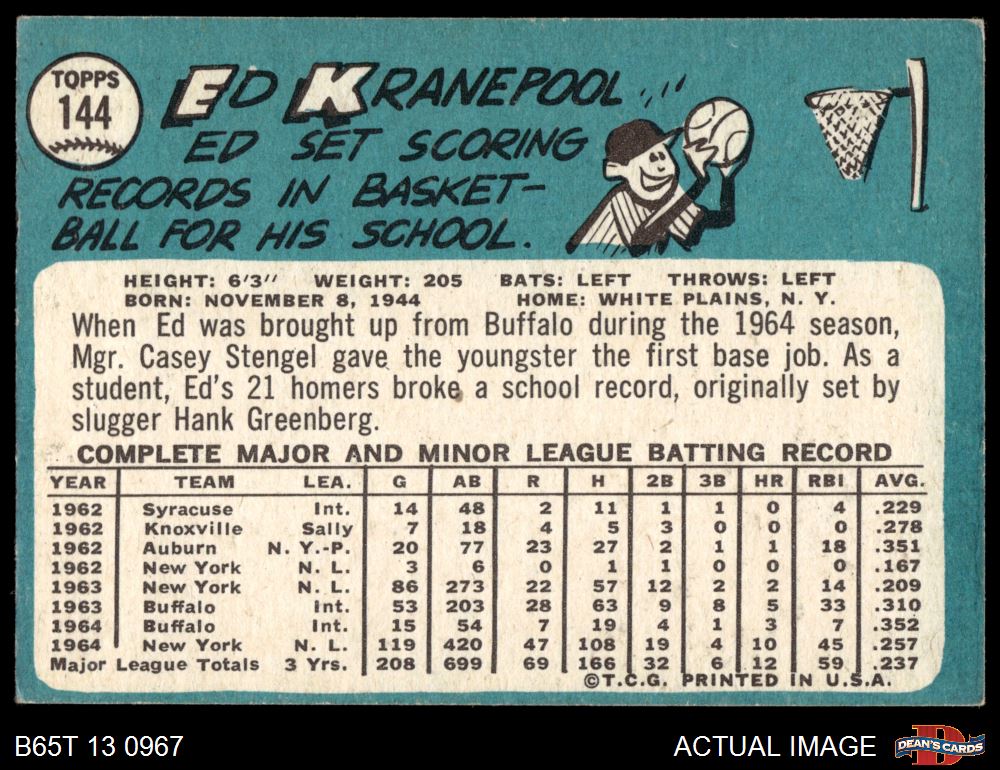 TOPPS
144
ED KRANEPOOL
ED SET SCORING
RECORDS IN BASKET-
BALL FOR HIS SCHOOL.
HEIGHT: 6'3" WEIGHT: 205 BATS: LEFT THROWS: LEFT
BORN: NOVEMBER 8, 1944 HOME: WHITE PLAINS, N. Y.
When Ed was brought up from Buffalo during the 1964 season,
Mgr. Casey Stengel gave the youngster the first base job. As a
student, Ed's 21 homers broke a school record, originally set by
slugger Hank Greenberg.
COMPLETE MAJOR AND MINOR LEAGUE BATTING RECORD
YEAR TEAM LEA. G AB R H 2B 3B HR RBI AVG.
1962 Syracuse Int. 14 48 2 11 1 1 0 4 .229
1962 Knoxville Sally 7 18 4 5 3 0 0 0 .278
1962 Auburn N. Y.-P. 20 77 23 27 2 1 1 18 .351
1962 New York N. L. 3 6 0 1 1 0 0 0 .167
1963 New York N. L. 86 273 22 57 12 2 2 14 .209
1963 Buffalo Int. 53 203 28 63 9 8 5 33 .310
1964 Buffalo Int. 15 54 7 19 4 1 3 7 .352
1964 New York N. L. 119 420 47 108 19 4 10 45 .257
Major League Totals 3 Yrs. 208 699 69 166 32 6 12 59 .237
©T.C.G. PRINTED IN U.S.A.
B65T 13 0967 ACTUAL IMAGE DEAN'S CARDS